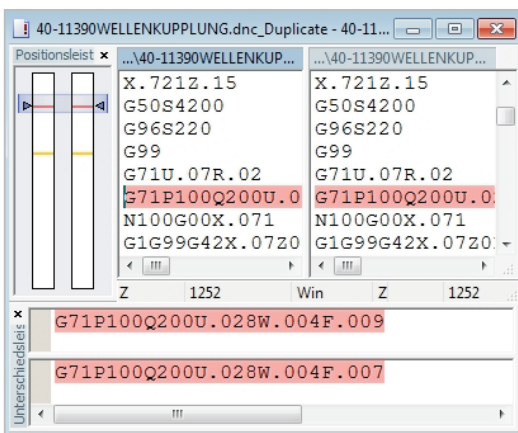 40-11390WELLENKUPPLUNG.dnc_Duplicate - 40-11...
Positionsleist x
...\40-11390WELLENKUP...
...\40-11390WELLENKUP...
X.721Z.15
G50S4200
G96S220
G99
G71U.07R.02
G71P100Q200U.0
N100G00X.071
G1G99G42X.07Z0
X.721Z.15
G50S4200
G96S220
G99
G71U.07R.02
G71P100Q200U.0
N100G00X.071
G1G99G42X.07Z0
Z 1252 Win Z 1252
Unterschiedsleis
G71P100Q200U.028W.004F.009
G71P100Q200U.028W.004F.007